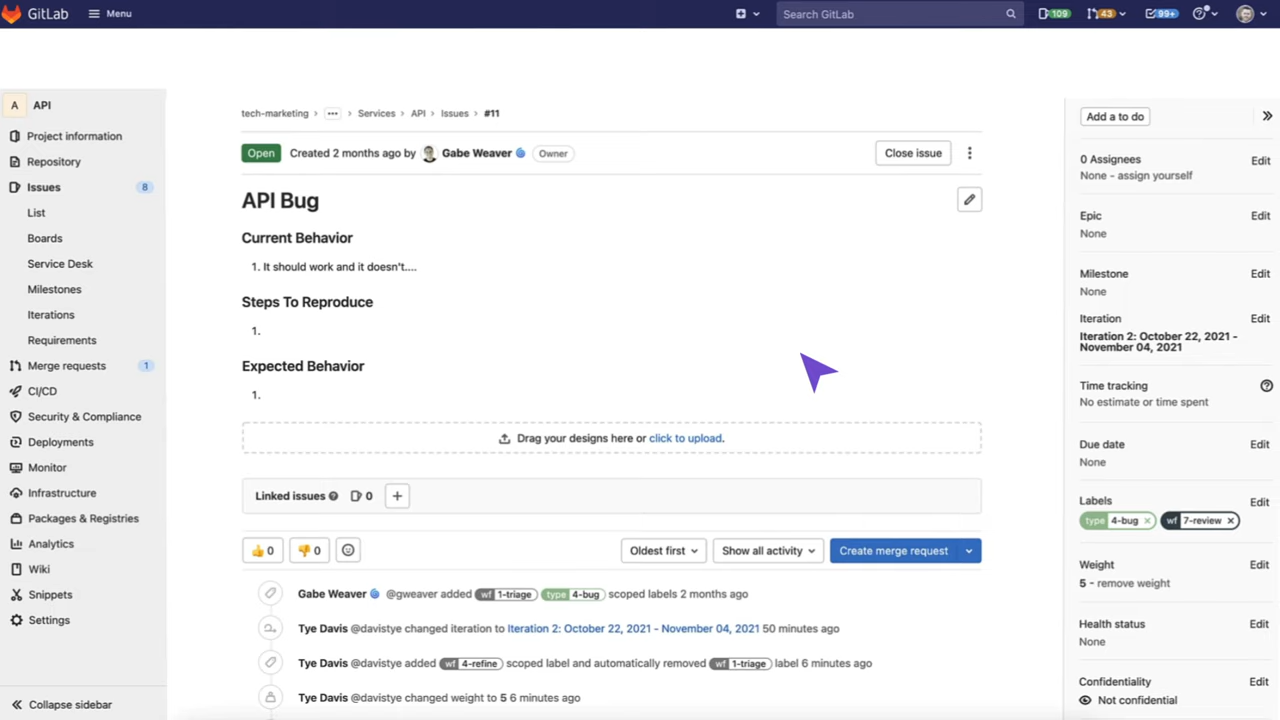 GitLab
Menu
Search GitLab
109
43
99+
A API
Project information
Repository
Issues 8
List
Boards
Service Desk
Milestones
Iterations
Requirements
Merge requests 1
CI/CD
Security & Compliance
Deployments
Monitor
Infrastructure
Packages & Registries
Analytics
Wiki
Snippets
Settings
Collapse sidebar
tech-marketing › ••• › Services › API › Issues › #11
Open Created 2 months ago by Gabe Weaver Owner
Close issue
API Bug
Current Behavior
1. It should work and it doesn't....
Steps To Reproduce
1.
Expected Behavior
1.
Drag your designs here or click to upload.
Linked issues 0 +
0 0
Oldest first
Show all activity
Create merge request
Gabe Weaver @gweaver added wf 1-triage type 4-bug scoped labels 2 months ago
Tye Davis @davistye changed iteration to Iteration 2: October 22, 2021 - November 04, 2021 50 minutes ago
Tye Davis @davistye added wf 4-refine scoped label and automatically removed wf 1-triage label 6 minutes ago
Tye Davis @davistye changed weight to 5 6 minutes ago
Add a to do
0 Assignees Edit
None - assign yourself
Epic Edit
None
Milestone Edit
None
Iteration Edit
Iteration 2: October 22, 2021 -
November 04, 2021
Time tracking
No estimate or time spent
Due date Edit
None
Labels Edit
type 4-bug × wf 7-review ×
Weight Edit
5 - remove weight
Health status Edit
None
Confidentiality Edit
Not confidential